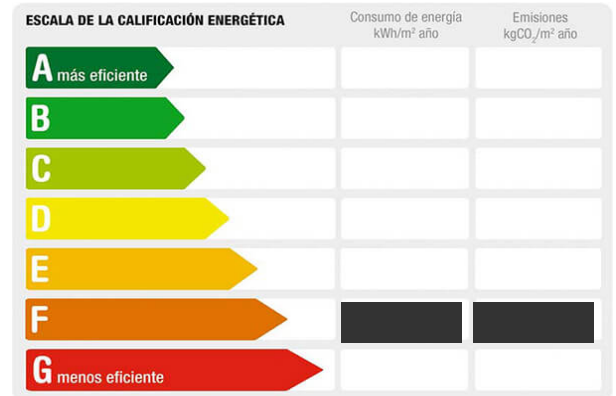 ESCALA DE LA CALIFICACIÓN ENERGÉTICA
Consumo de energía
kWh/m² año
Emisiones
kgCO₂/m² año
A más eficiente
B
C
D
E
F
G menos eficiente